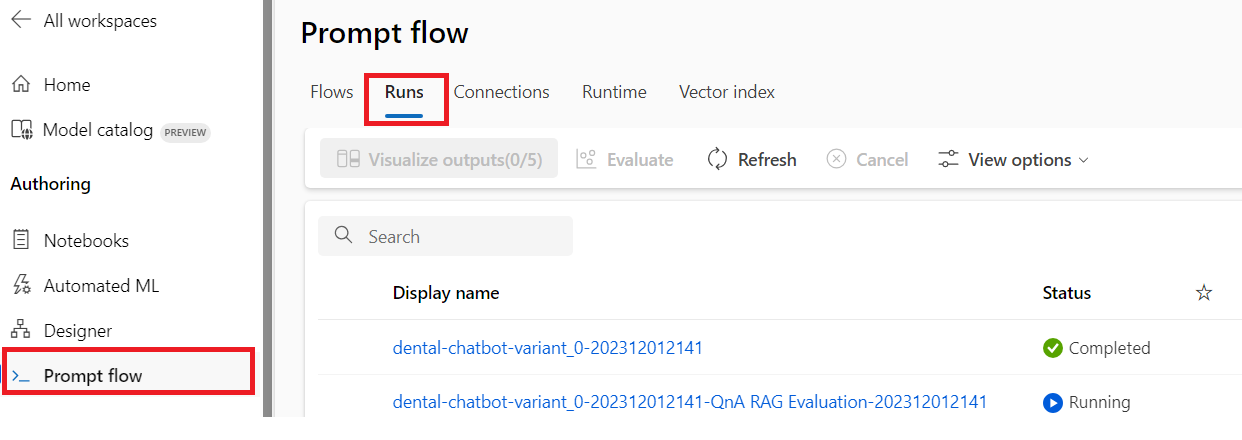 All workspaces
Home
Model catalog PREVIEW
Authoring
Notebooks
Automated ML
Designer
Prompt flow
Prompt flow
Flows Runs Connections Runtime Vector index
Visualize outputs(0/5) Evaluate Refresh Cancel View options
Search
Display name Status
dental-chatbot-variant_0-202312012141 Completed
dental-chatbot-variant_0-202312012141-QnA RAG Evaluation-202312012141 Running